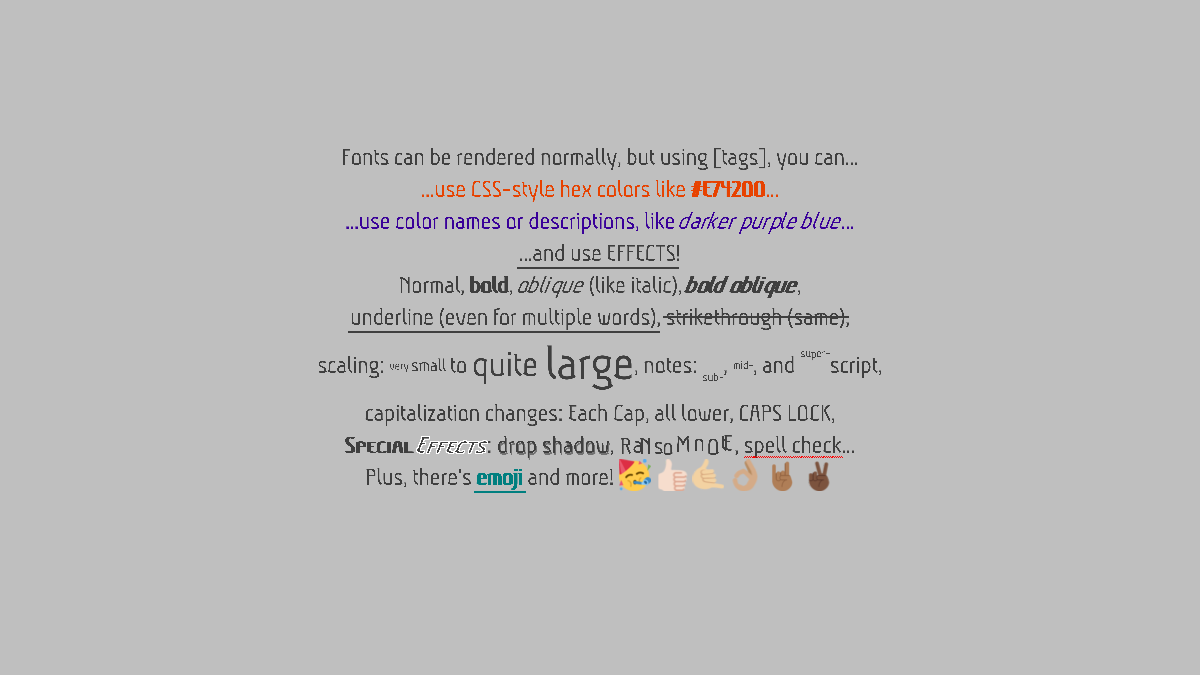 Fonts can be rendered normally, but using [tags], you can...
...use CSS-style hex colors like #E74200...
...use color names or descriptions, like darker purple blue...
...and use EFFECTS!
Normal, bold, oblique (like italic), bold oblique,
underline (even for multiple words), strikethrough (same),
scaling: very small to quite large, notes: sub-, mid-, and super-script,
capitalization changes: Each Cap, all lower, CAPS LOCK,
Special Effects: drop shadow, RaNsoM nOtE, spell check...
Plus, there's emoji and more! 🥳👍🏻🤙🏼👌🏽🤘🏾✌🏿